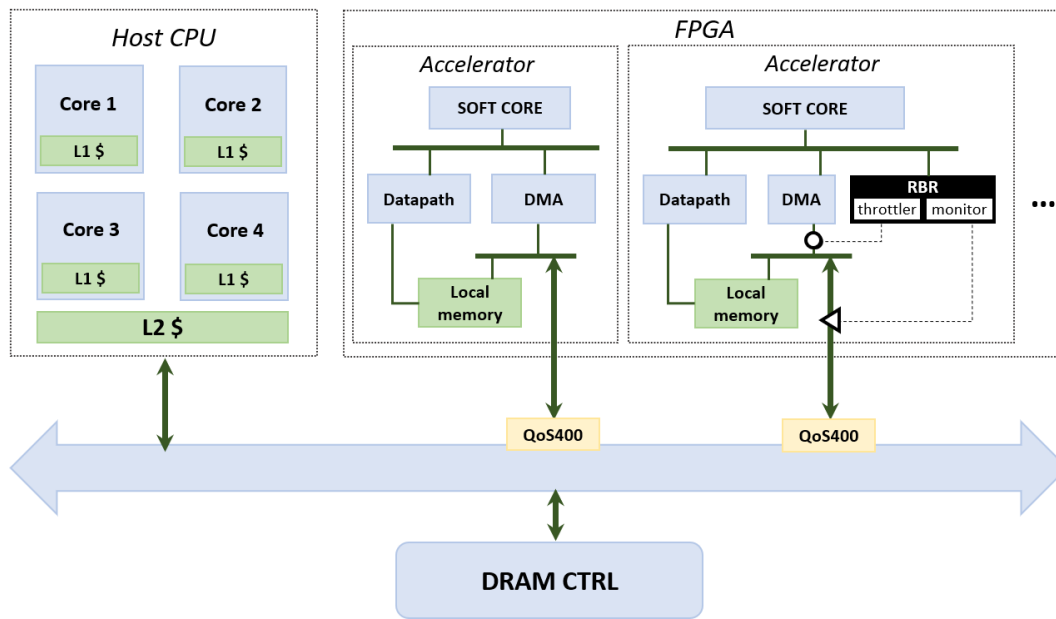 Host CPU
Core 1
L1 $
Core 2
L1 $
Core 3
L1 $
Core 4
L1 $
L2 $
FPGA
Accelerator
SOFT CORE
Datapath
DMA
Local
memory
Accelerator
SOFT CORE
Datapath
DMA
RBR
throttler
monitor
Local
memory
...
QoS400
QoS400
DRAM CTRL